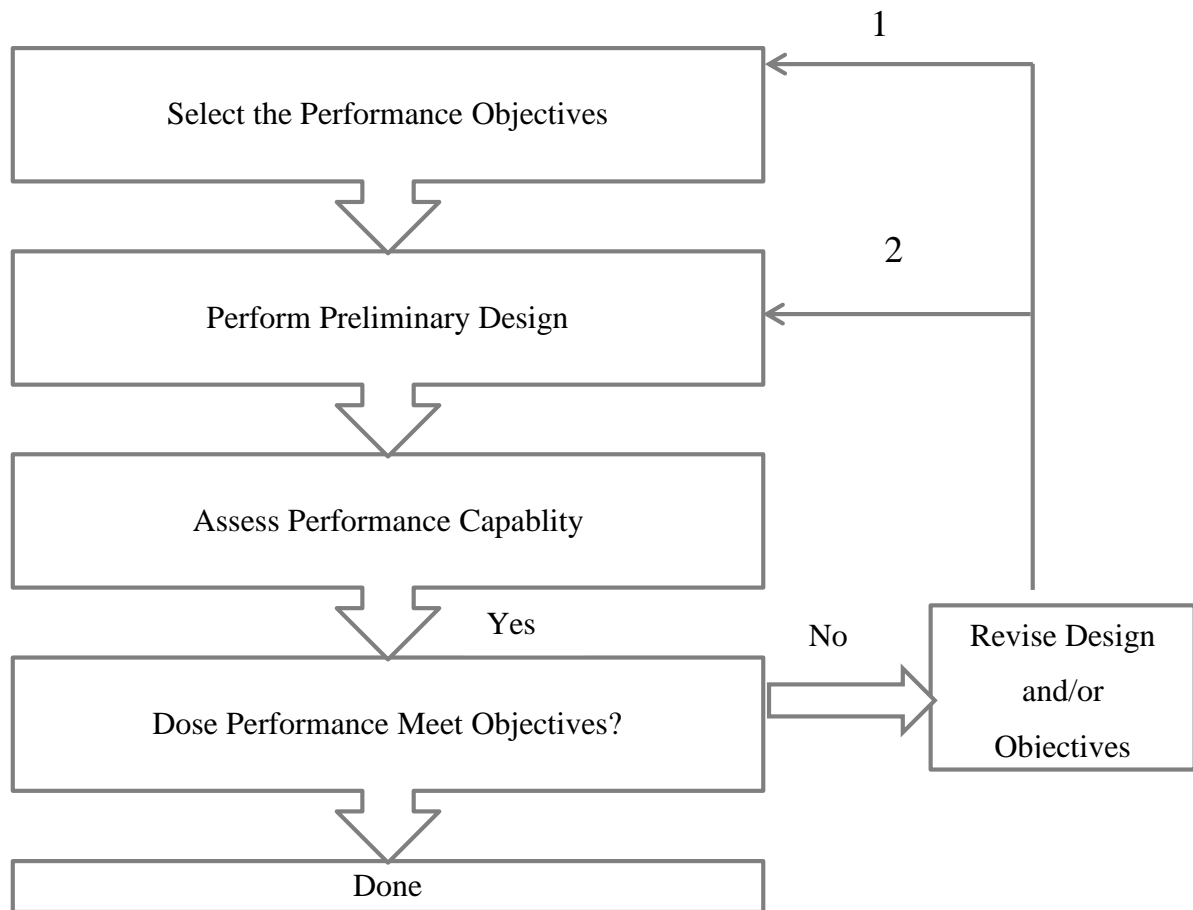 1
Select the Performance Objectives
2
Perform Preliminary Design
Assess Performance Capablity
Yes
No
Revise Design
and/or
Objectives
Dose Performance Meet Objectives?
Done